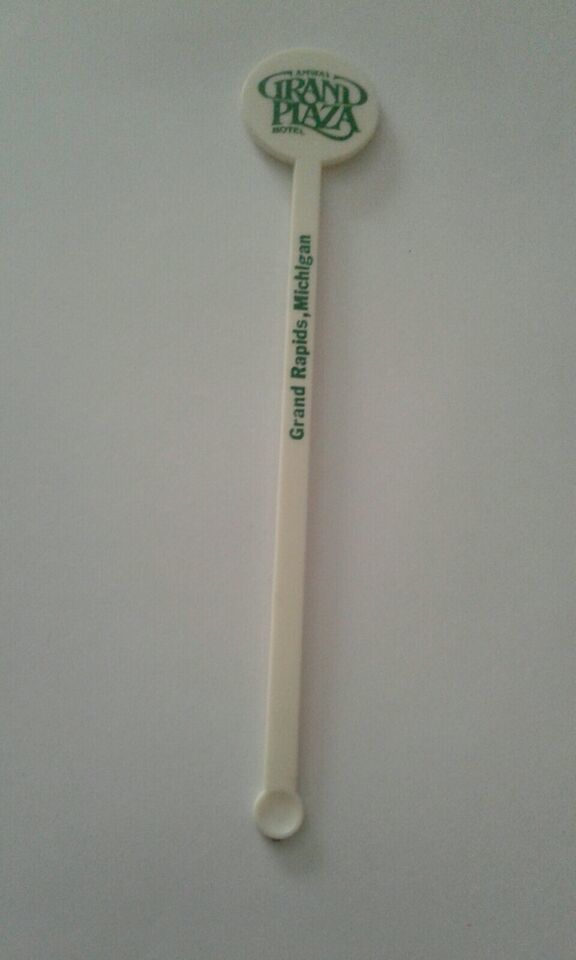 AMWAY
GRAND
PLAZA
HOTEL
Grand Rapids, Michigan